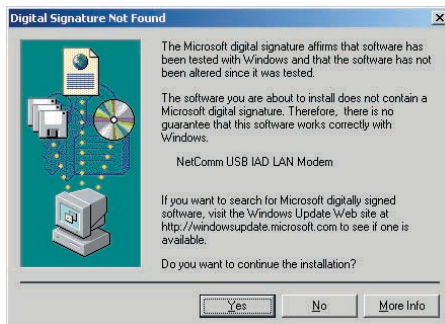 Digital Signature Not Found
The Microsoft digital signature affirms that software has
been tested with Windows and that the software has not
been altered since it was tested.
The software you are about to install does not contain a
Microsoft digital signature. Therefore, there is no
guarantee that this software works correctly with
Windows.
NetComm USB IAD LAN Modem
If you want to search for Microsoft digitally signed
software, visit the Windows Update Web site at
http://windowsupdate.microsoft.com to see if one is
available.
Do you want to continue the installation?
Yes No More Info